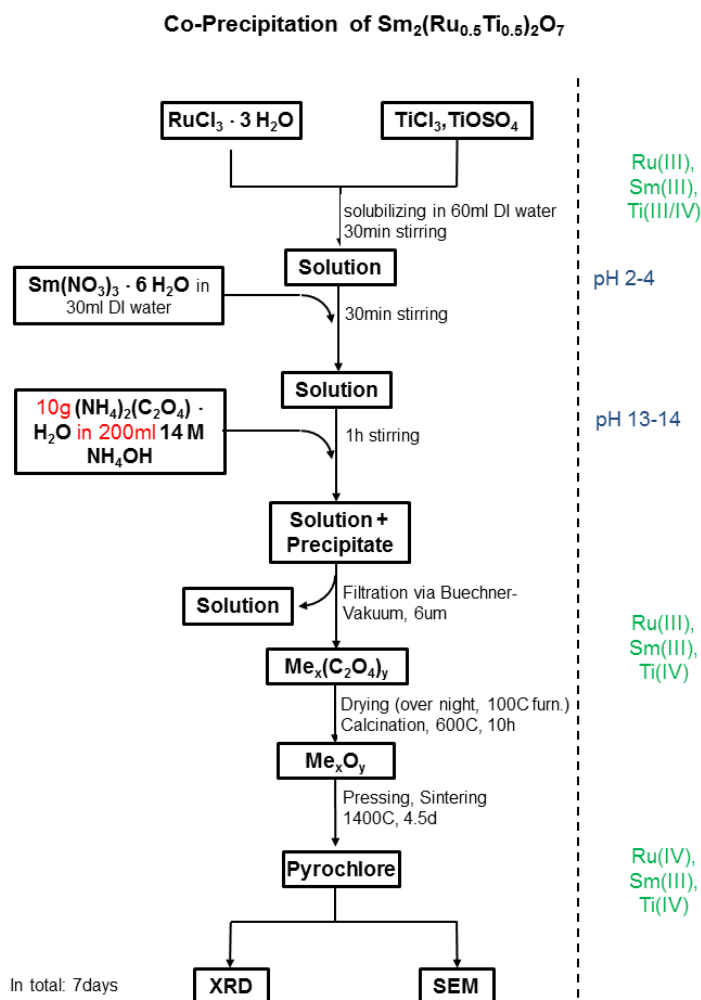 Co-Precipitation of Sm₂(Ru₀.₅Ti₀.₅)₂O₇
RuCl₃ · 3 H₂O
TiCl₃,TiOSO₄
Ru(III),
Sm(III),
Ti(III/IV)
solubilizing in 60ml DI water
30min stirring
Solution
Sm(NO₃)₃ · 6 H₂O in
30ml DI water
pH 2-4
30min stirring
Solution
10g (NH₄)₂(C₂O₄) ·
H₂O in 200ml 14 M
NH₄OH
pH 13-14
1h stirring
Solution +
Precipitate
Filtration via Buechner-
Vakuum, 6um
Solution
Ru(III),
Sm(III),
Ti(IV)
Meₓ(C₂O₄)ᵧ
Drying (over night, 100C furn.)
Calcination, 600C, 10h
MeₓOᵧ
Pressing, Sintering
1400C, 4.5d
Pyrochlore
Ru(IV),
Sm(III),
Ti(IV)
In total: 7days
XRD
SEM